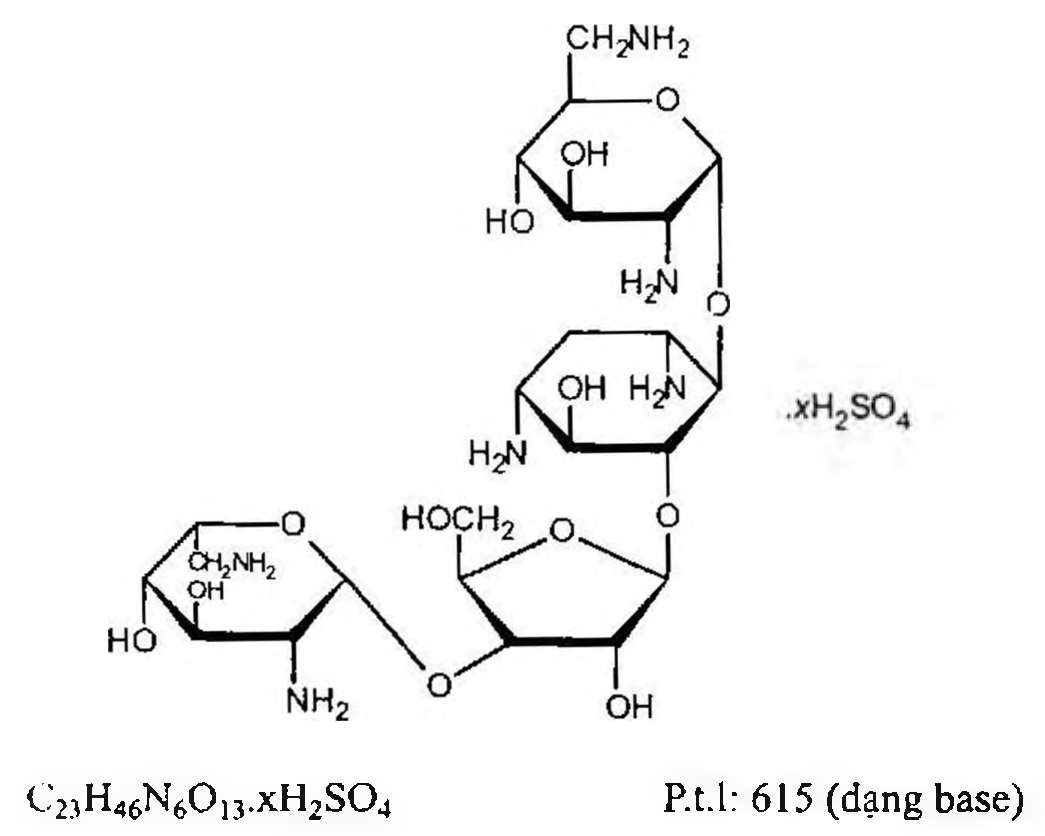 CH₂NH₂
O
OH
HO
H₂N
O
OH H₂N
.xH₂SO₄
H₂N
HOCH₂ O O
O
CH₂NH₂
OH
HO
O
NH₂
OH
C₂₃H₄₆N₆O₁₃.xH₂SO₄ P.t.l: 615 (dạng base)